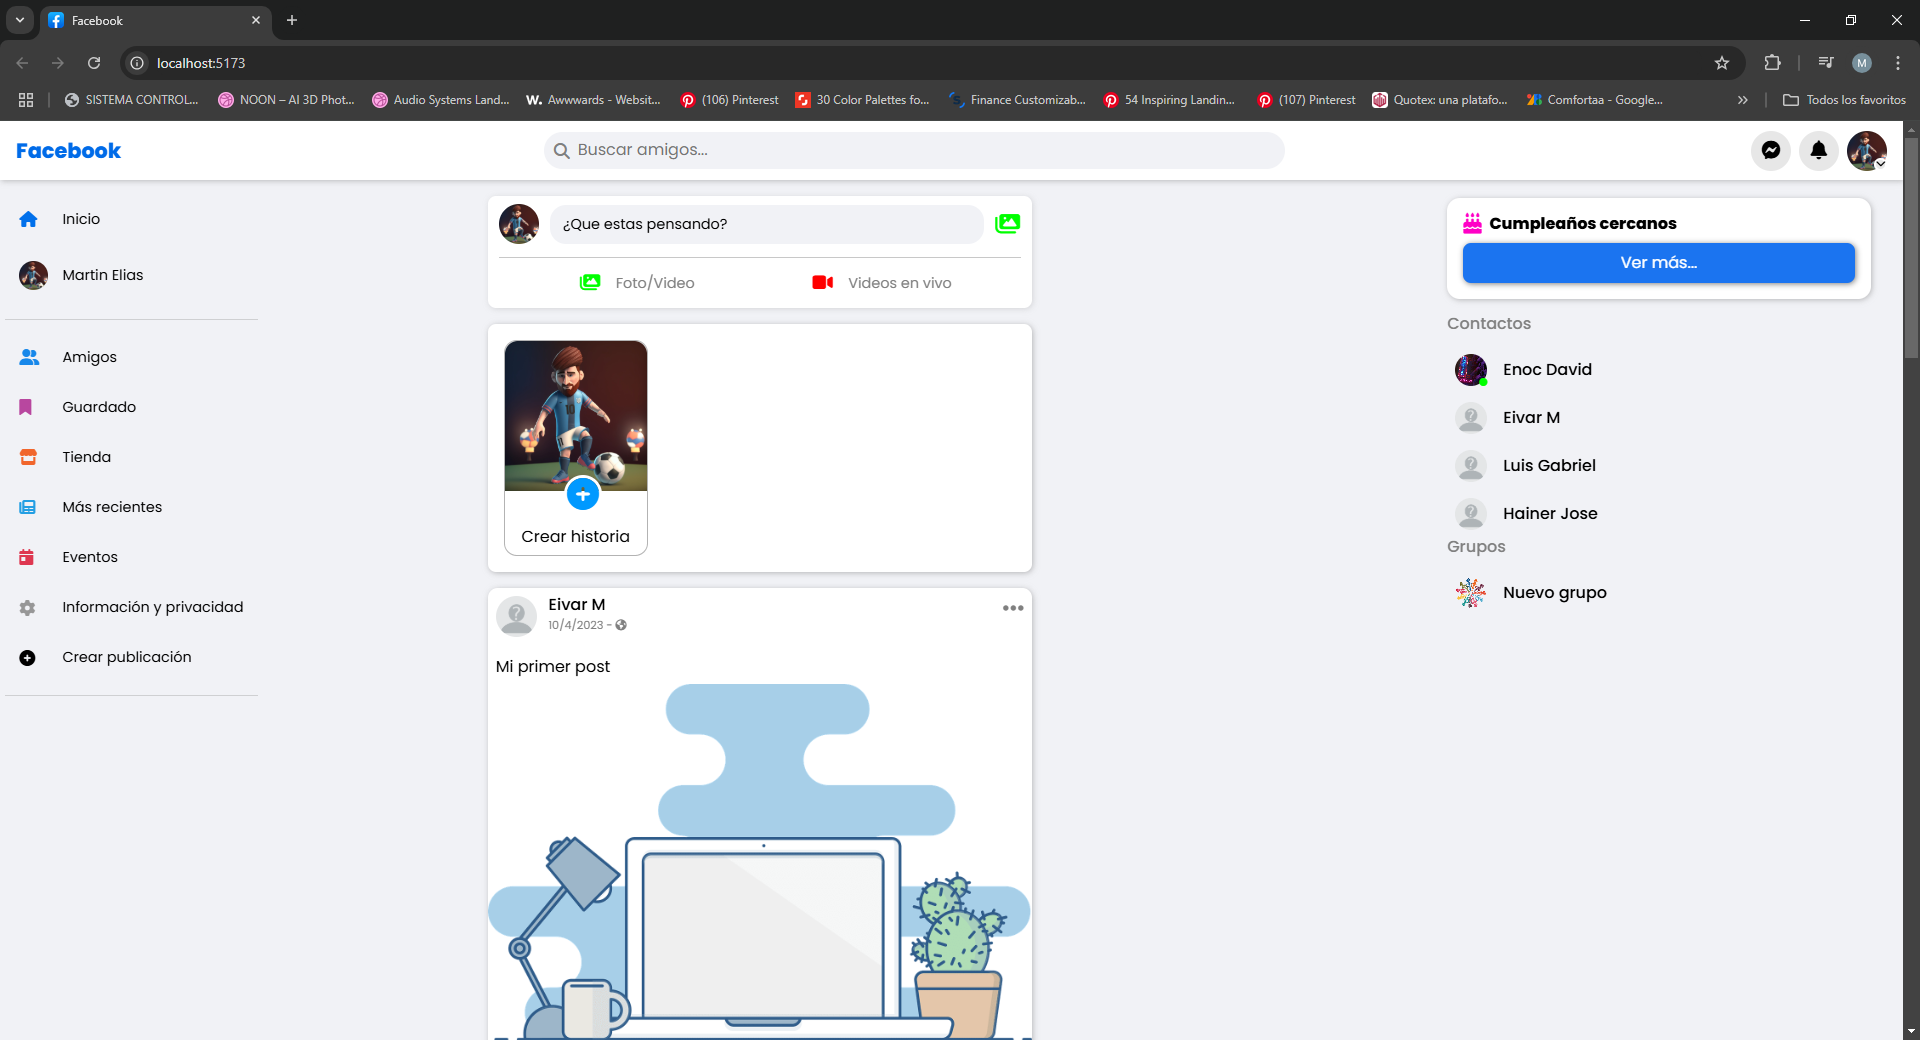 Facebook
localhost:5173
M
SISTEMA CONTROL...
NOON – AI 3D Phot...
Audio Systems Land...
W. Awwwards - Websit...
(106) Pinterest
30 Color Palettes fo...
Finance Customizab...
54 Inspiring Landin...
(107) Pinterest
Quotex: una platafo...
Comfortaa - Google...
Todos los favoritos
Facebook
Buscar amigos...
Inicio
Martin Elias
Amigos
Guardado
Tienda
Más recientes
Eventos
Información y privacidad
Crear publicación
¿Que estas pensando?
Foto/Video
Videos en vivo
10
Crear historia
Eivar M
10/4/2023 -
Mi primer post
Cumpleaños cercanos
Ver más...
Contactos
Enoc David
Eivar M
Luis Gabriel
Hainer Jose
Grupos
Nuevo grupo